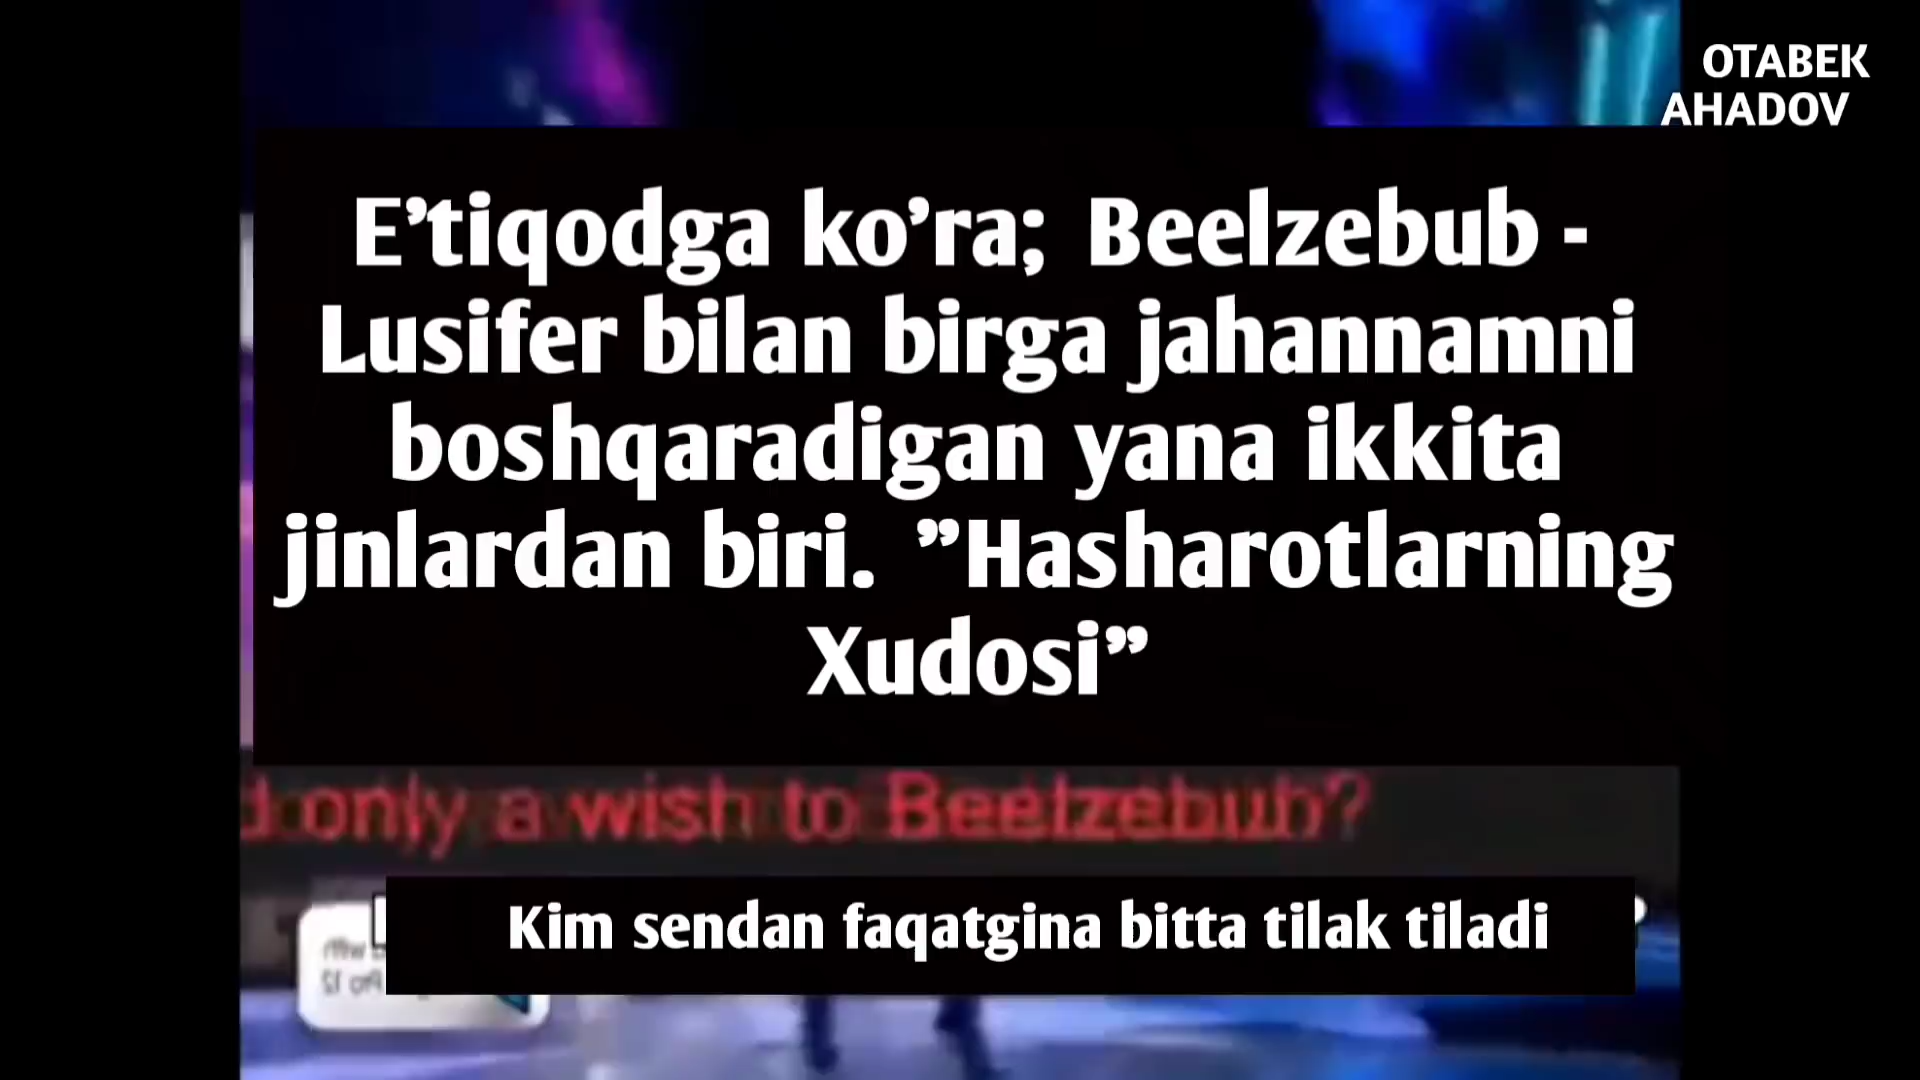 OTABEK
AHADOV
E’tiqodga ko’ra; Beelzebub -
Lusifer bilan birga jahannamni
boshqaradigan yana ikkita
jinlardan biri. ”Hasharotlarning
Xudosi”
only a wish to Beelzebub?
Kim sendan faqatgina bitta tilak tiladi